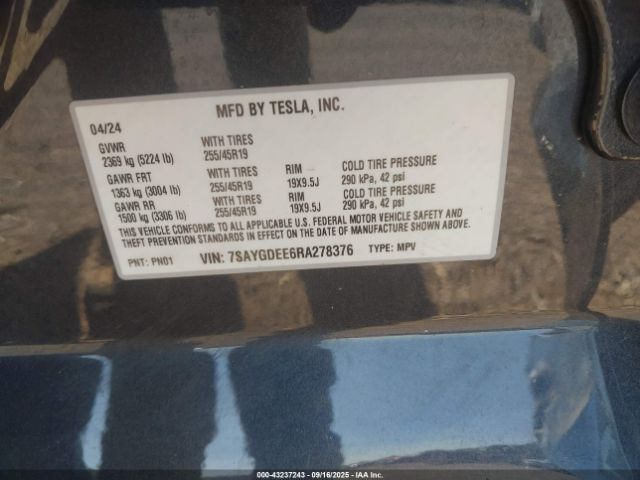 MFD BY TESLA, INC.
04/24
GVWR WITH TIRES
2369 kg (5224 lb) 255/45R19
GAWR FRT WITH TIRES RIM COLD TIRE PRESSURE
1363 kg (3004 lb) 255/45R19 19X9.5J 290 kPa, 42 psi
GAWR RR WITH TIRES RIM COLD TIRE PRESSURE
1500 kg (3306 lb) 255/45R19 19X9.5J 290 kPa, 42 psi
THIS VEHICLE CONFORMS TO ALL APPLICABLE U.S. FEDERAL MOTOR VEHICLE SAFETY AND
THEFT PREVENTION STANDARDS IN EFFECT ON THE DATE OF MANUFACTURE SHOWN ABOVE.
PNT: PN01 VIN: 7SAYGDEE6RA278376 TYPE: MPV
000-43237243 - 09/16/2025 - IAA Inc.